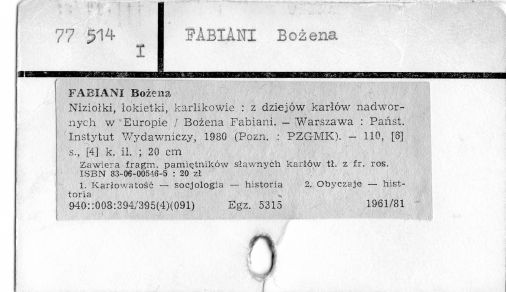 77 514 FABIANI Bożena
I
FABIANI Bożena
Niziołki, łokietki, karlikowie : z dziejów karłów nadwor-
nych w Europie / Bożena Fabiani. — Warszawa : Państ.
Instytut Wydawniczy, 1980 (Pozn. : PZGMK). — 110, [8]
s., [4] k. il. ; 20 cm
Zawiera fragm. pamiętników sławnych karłów tł. z fr. ros.
ISBN 83-06-00546-5 : 20 zł
1. Karłowatość — socjologia — historia 2. Obyczaje — hist-
toria
940::008:394/395(4)(091) Egz. 5315 1961/81